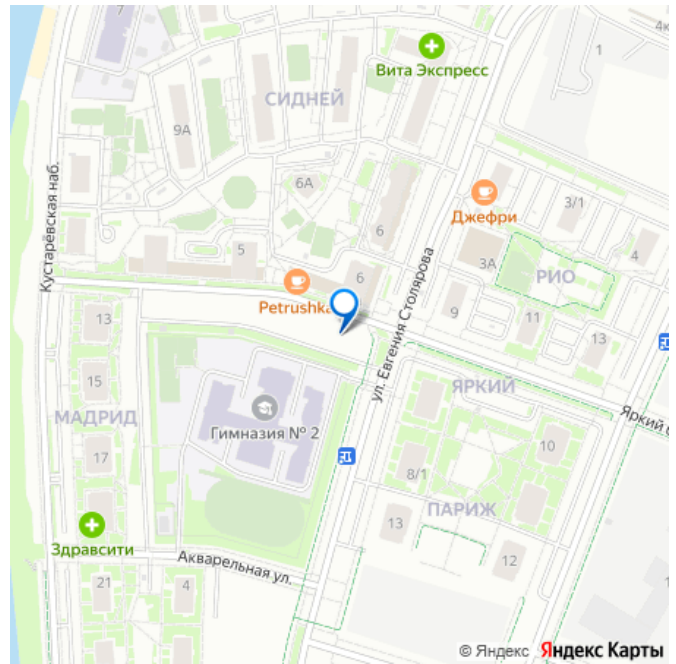 7
4к
1
Вита Экспресс
СИДНЕЙ
9А
6А
Джефри
3/1
Кустарёвская наб.
5
6
3А
4
РИО
6
Petrushka
ул. Евгения Столярова
9
11
13
13
15
ЯРКИЙ
Яркий
МАДРИД
Гимназия № 2
17
8/1
10
ПАРИЖ
13
Здравсити
Акварельная ул.
12
21
4
© Яндекс Яндекс Карты